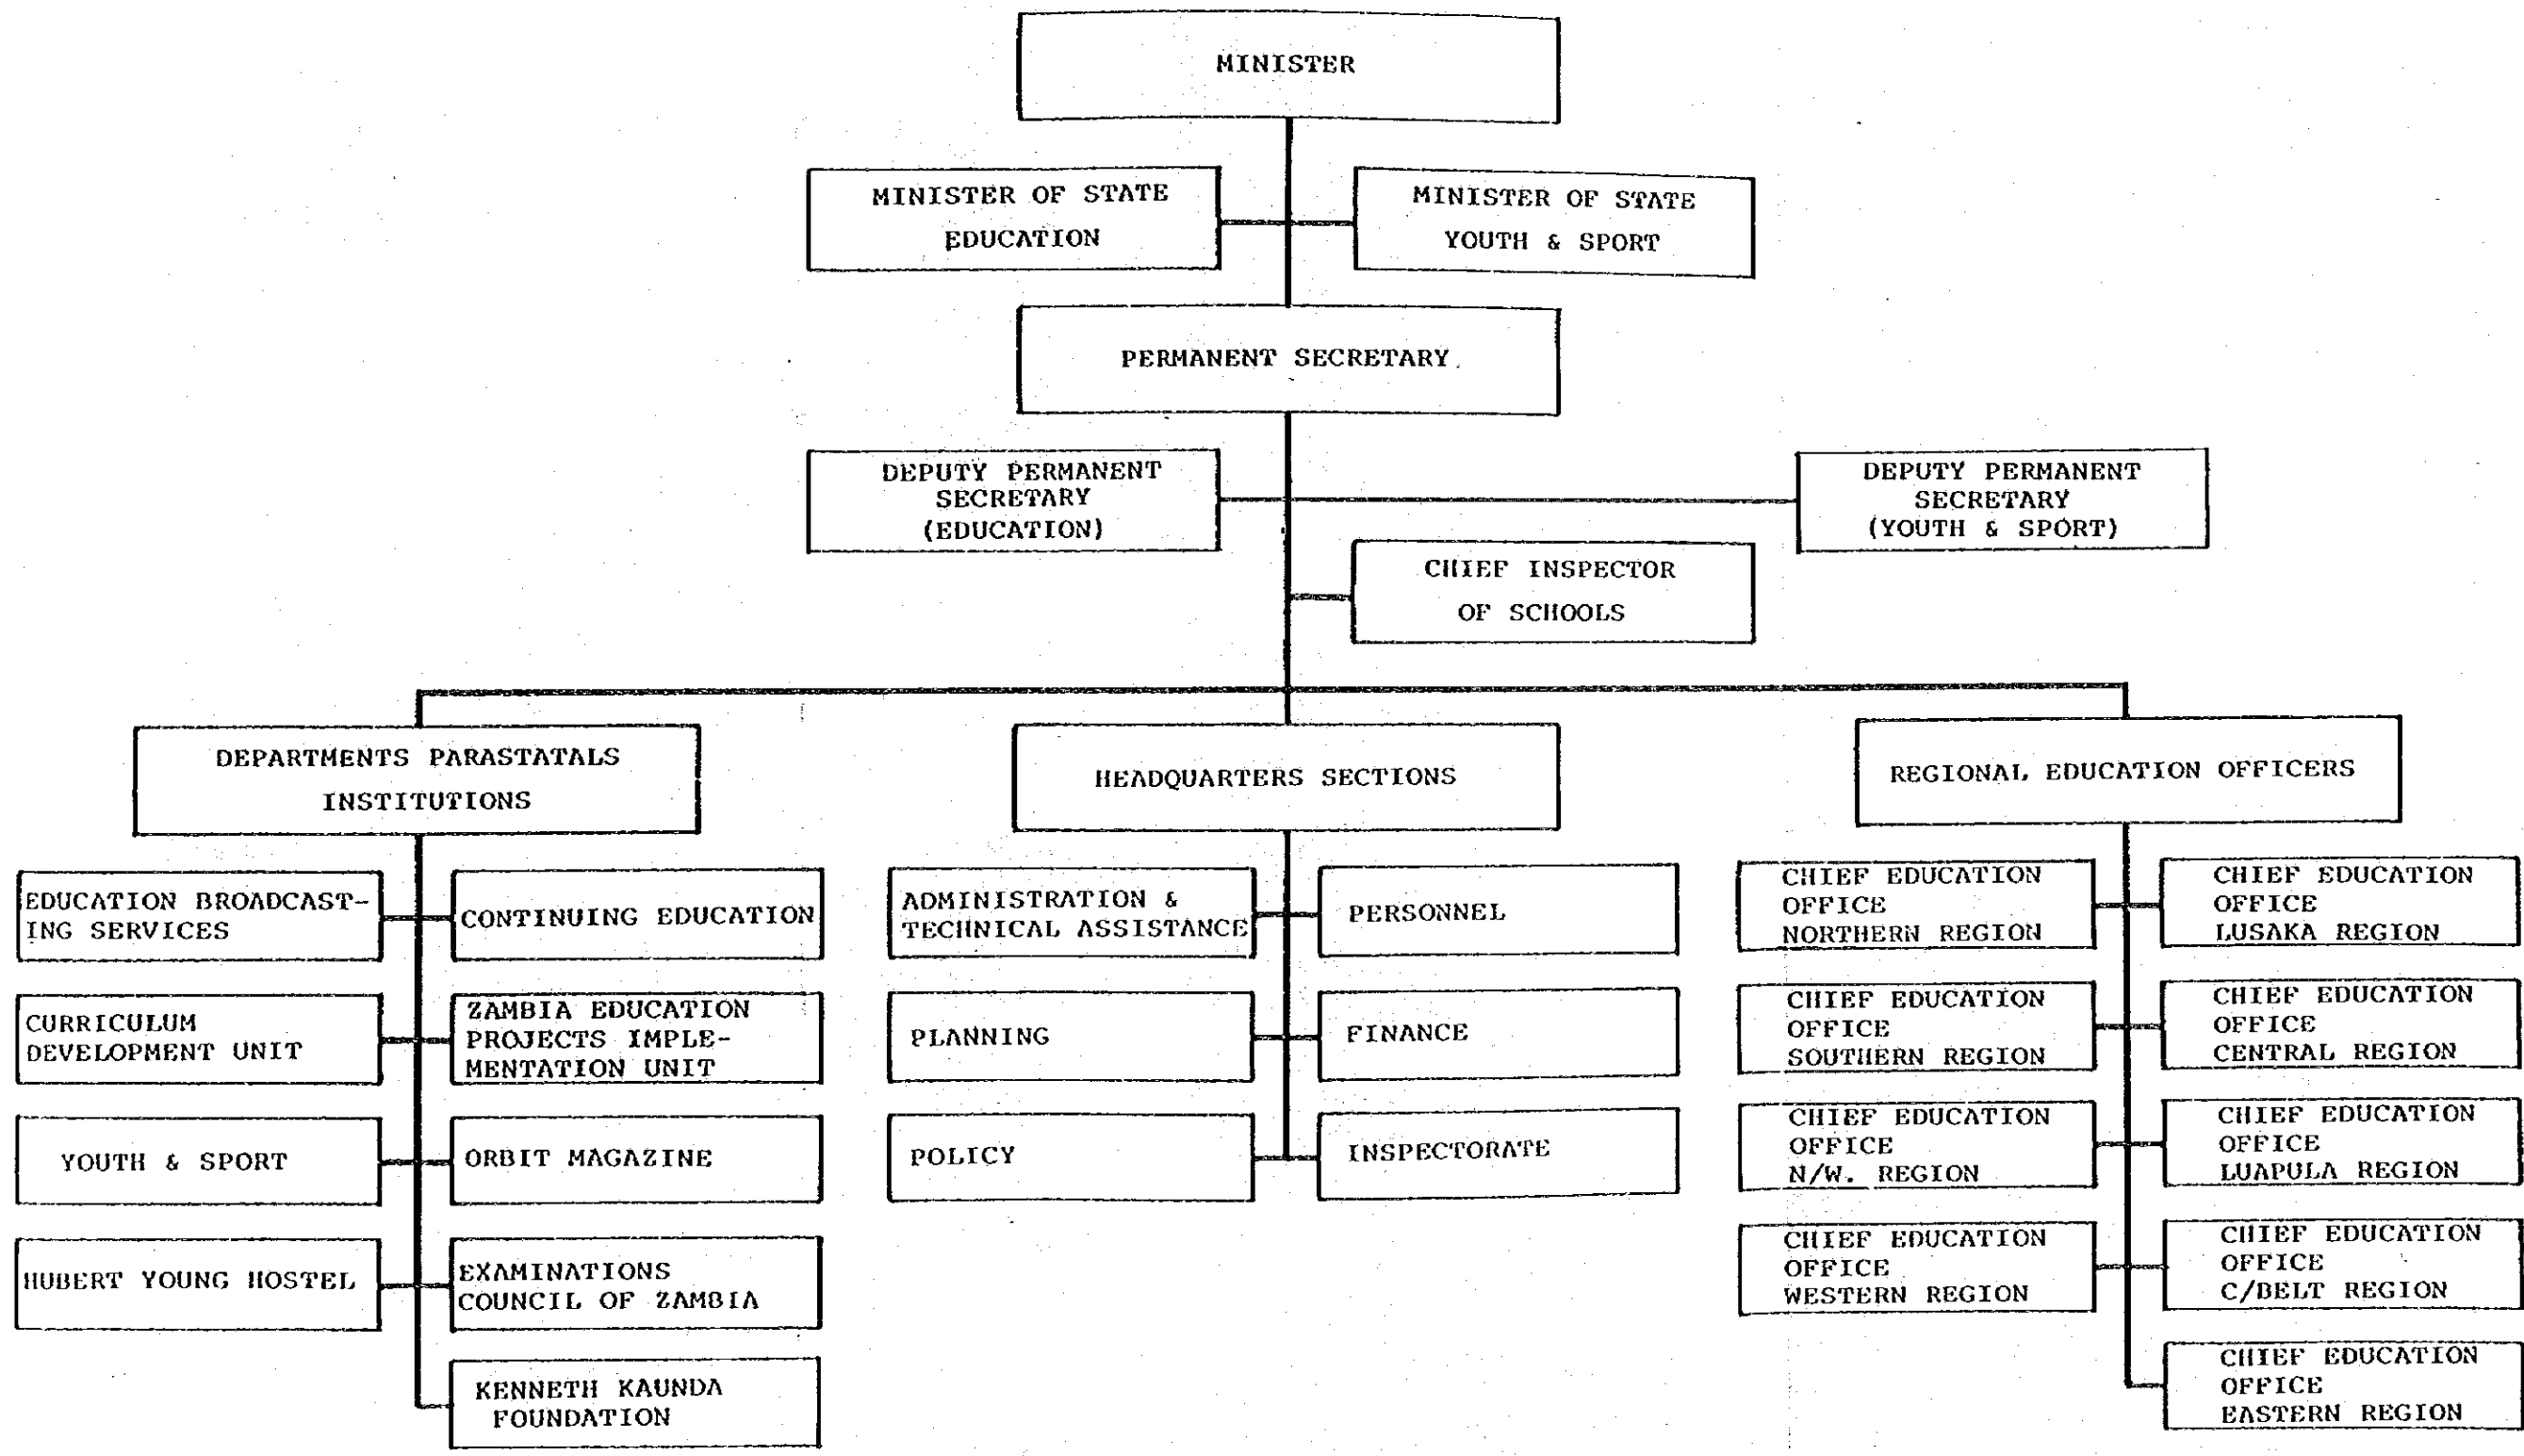 MINISTER
MINISTER OF STATE
EDUCATION
MINISTER OF STATE
YOUTH & SPORT
PERMANENT SECRETARY
DEPUTY PERMANENT
SECRETARY
(EDUCATION)
DEPUTY PERMANENT
SECRETARY
(YOUTH & SPORT)
CHIEF INSPECTOR
OF SCHOOLS
DEPARTMENTS PARASTATALS
INSTITUTIONS
HEADQUARTERS SECTIONS
REGIONAL EDUCATION OFFICERS
EDUCATION BROADCAST-
ING SERVICES
CONTINUING EDUCATION
CURRICULUM
DEVELOPMENT UNIT
ZAMBIA EDUCATION
PROJECTS IMPLE-
MENTATION UNIT
YOUTH & SPORT
ORBIT MAGAZINE
HUBERT YOUNG HOSTEL
EXAMINATIONS
COUNCIL OF ZAMBIA
KENNETH KAUNDA
FOUNDATION
ADMINISTRATION &
TECHNICAL ASSISTANCE
PERSONNEL
PLANNING
FINANCE
POLICY
INSPECTORATE
CHIEF EDUCATION
OFFICE
NORTHERN REGION
CHIEF EDUCATION
OFFICE
LUSAKA REGION
CHIEF EDUCATION
OFFICE
SOUTHERN REGION
CHIEF EDUCATION
OFFICE
CENTRAL REGION
CHIEF EDUCATION
OFFICE
N/W. REGION
CHIEF EDUCATION
OFFICE
LUAPULA REGION
CHIEF EDUCATION
OFFICE
WESTERN REGION
CHIEF EDUCATION
OFFICE
C/BELT REGION
CHIEF EDUCATION
OFFICE
EASTERN REGION